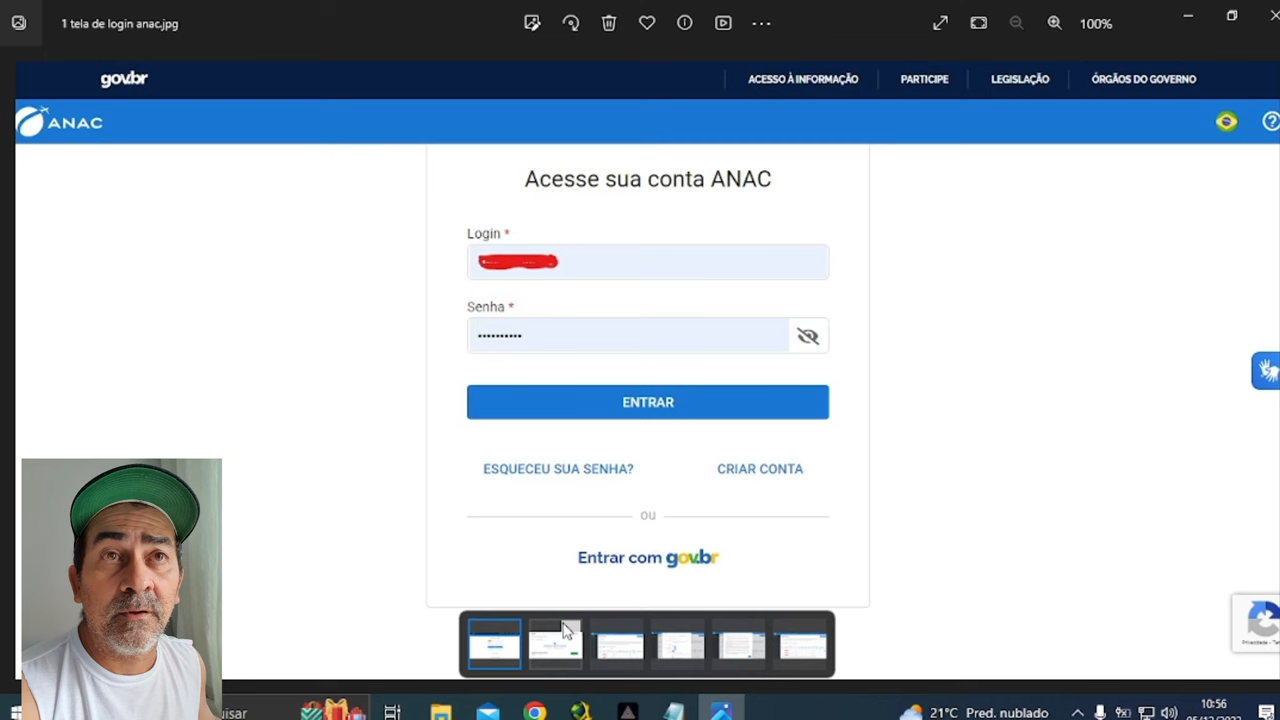 1 tela de login anac.jpg
100%
gov.br
ACESSO À INFORMAÇÃO
PARTICIPE
LEGISLAÇÃO
ÓRGÃOS DO GOVERNO
ANAC
Acesse sua conta ANAC
Login *
Senha *
ENTRAR
ESQUECEU SUA SENHA?
CRIAR CONTA
ou
Entrar com gov.br
Privacidade
21°C Pred. nublado
10:56